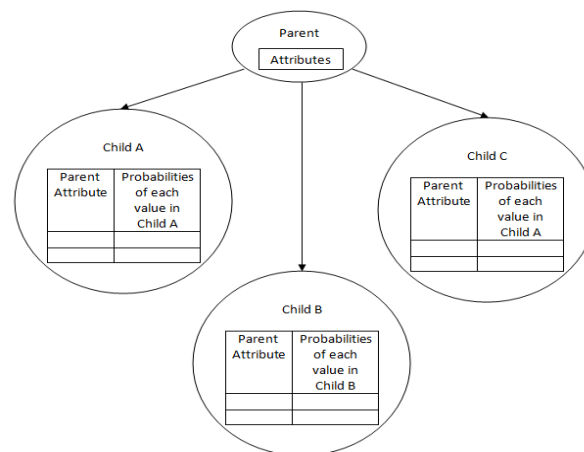 Parent
Attributes
Child A
Parent
Attribute
Probabilities
of each
value in
Child A
Child C
Parent
Attribute
Probabilities
of each
value in
Child A
Child B
Parent
Attribute
Probabilities
of each
value in
Child B